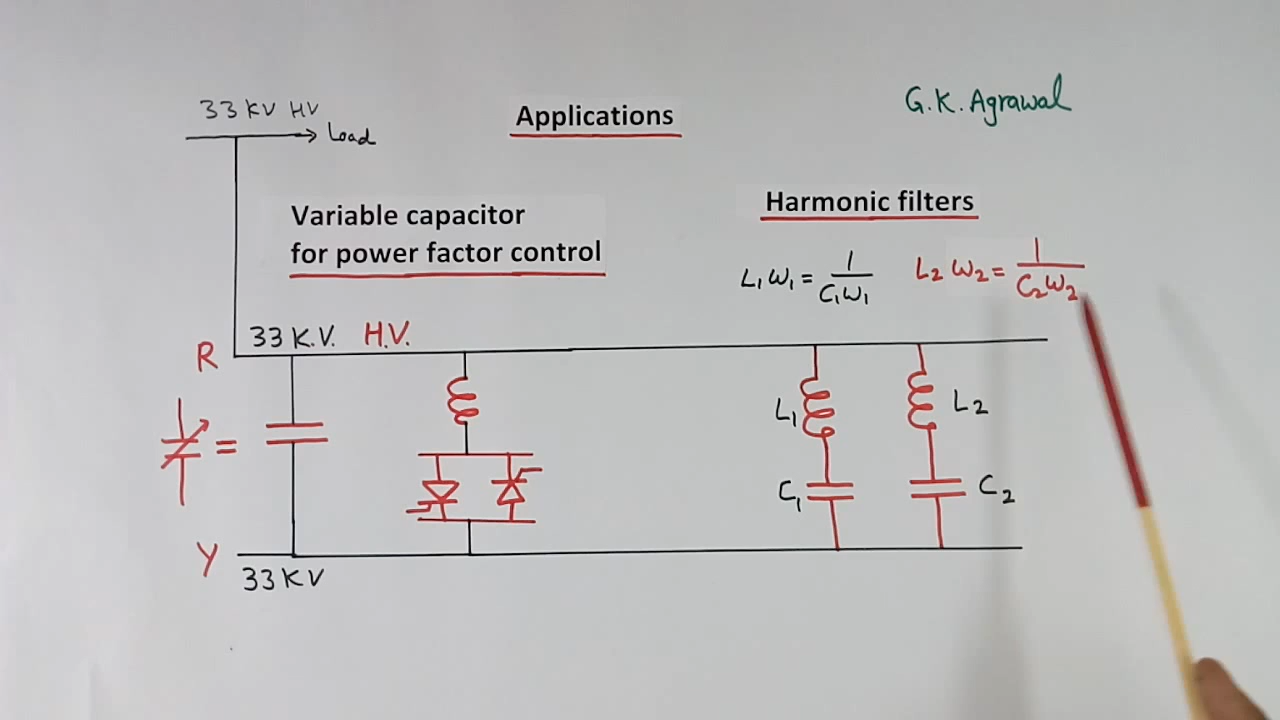 33 KV HV
Load
Applications
G.K. Agrawal
Variable capacitor
for power factor control
Harmonic filters
L₁ω₁ = 1/C₁ω₁
L₂ω₂ = 1/C₂ω₂
R
33 K.V. H.V.
=
L₁
L₂
C₁
C₂
Y
33 KV